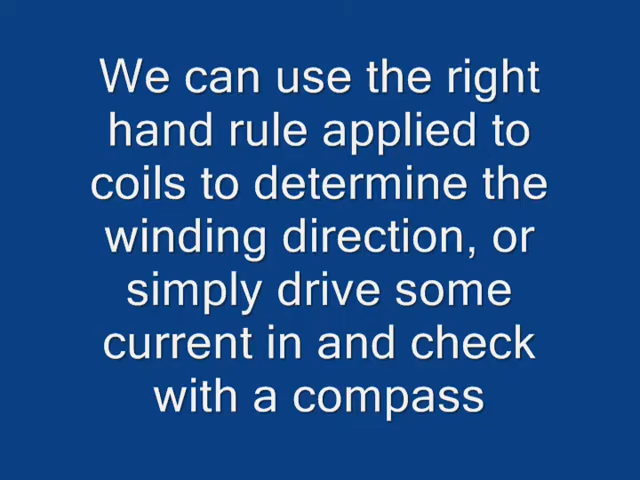 We can use the right
hand rule applied to
coils to determine the
winding direction, or
simply drive some
current in and check
with a compass